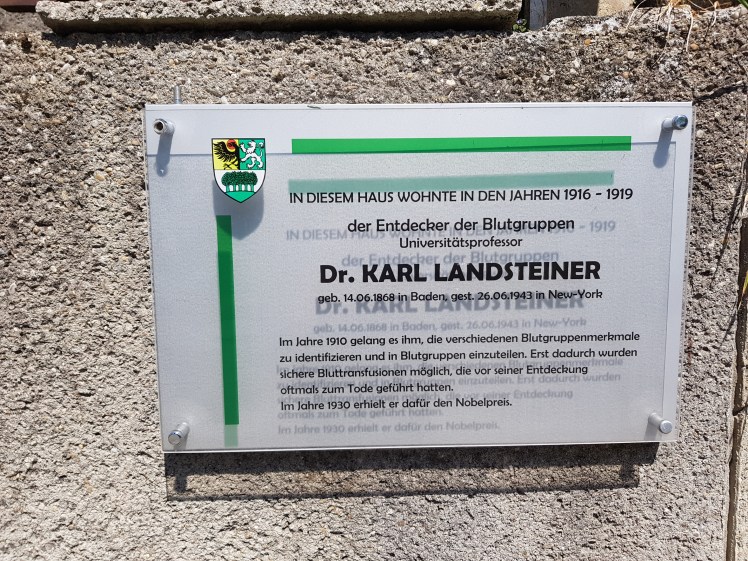 IN DIESEM HAUS WOHNTE IN DEN JAHREN 1916 - 1919
der Entdecker der Blutgruppen
Universitätsprofessor
Dr. KARL LANDSTEINER
geb. 14.06.1868 in Baden, gest. 26.06.1943 in New-York
Im Jahre 1910 gelang es ihm, die verschiedenen Blutgruppenmerkmale
zu identifizieren und in Blutgruppen einzuteilen. Erst dadurch wurden
sichere Bluttransfusionen möglich, die vor seiner Entdeckung
oftmals zum Tode geführt hatten.
Im Jahre 1930 erhielt er dafür den Nobelpreis.